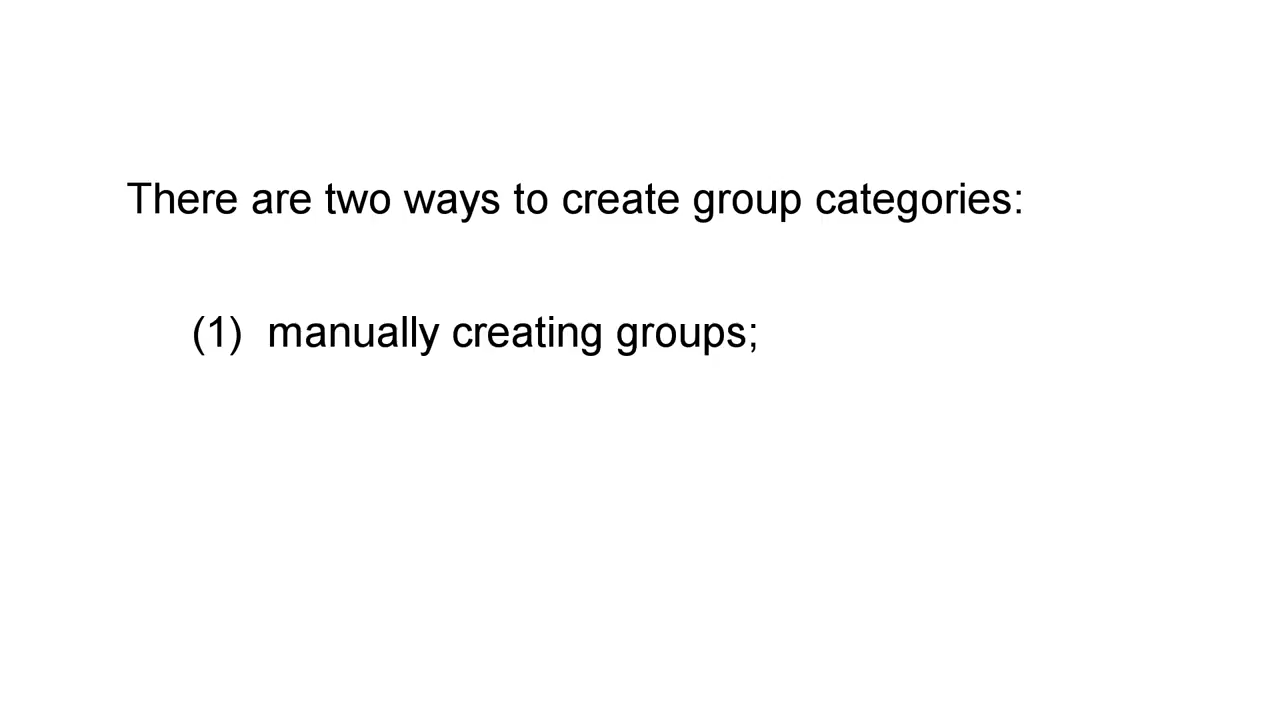 There are two ways to create group categories:
(1) manually creating groups;